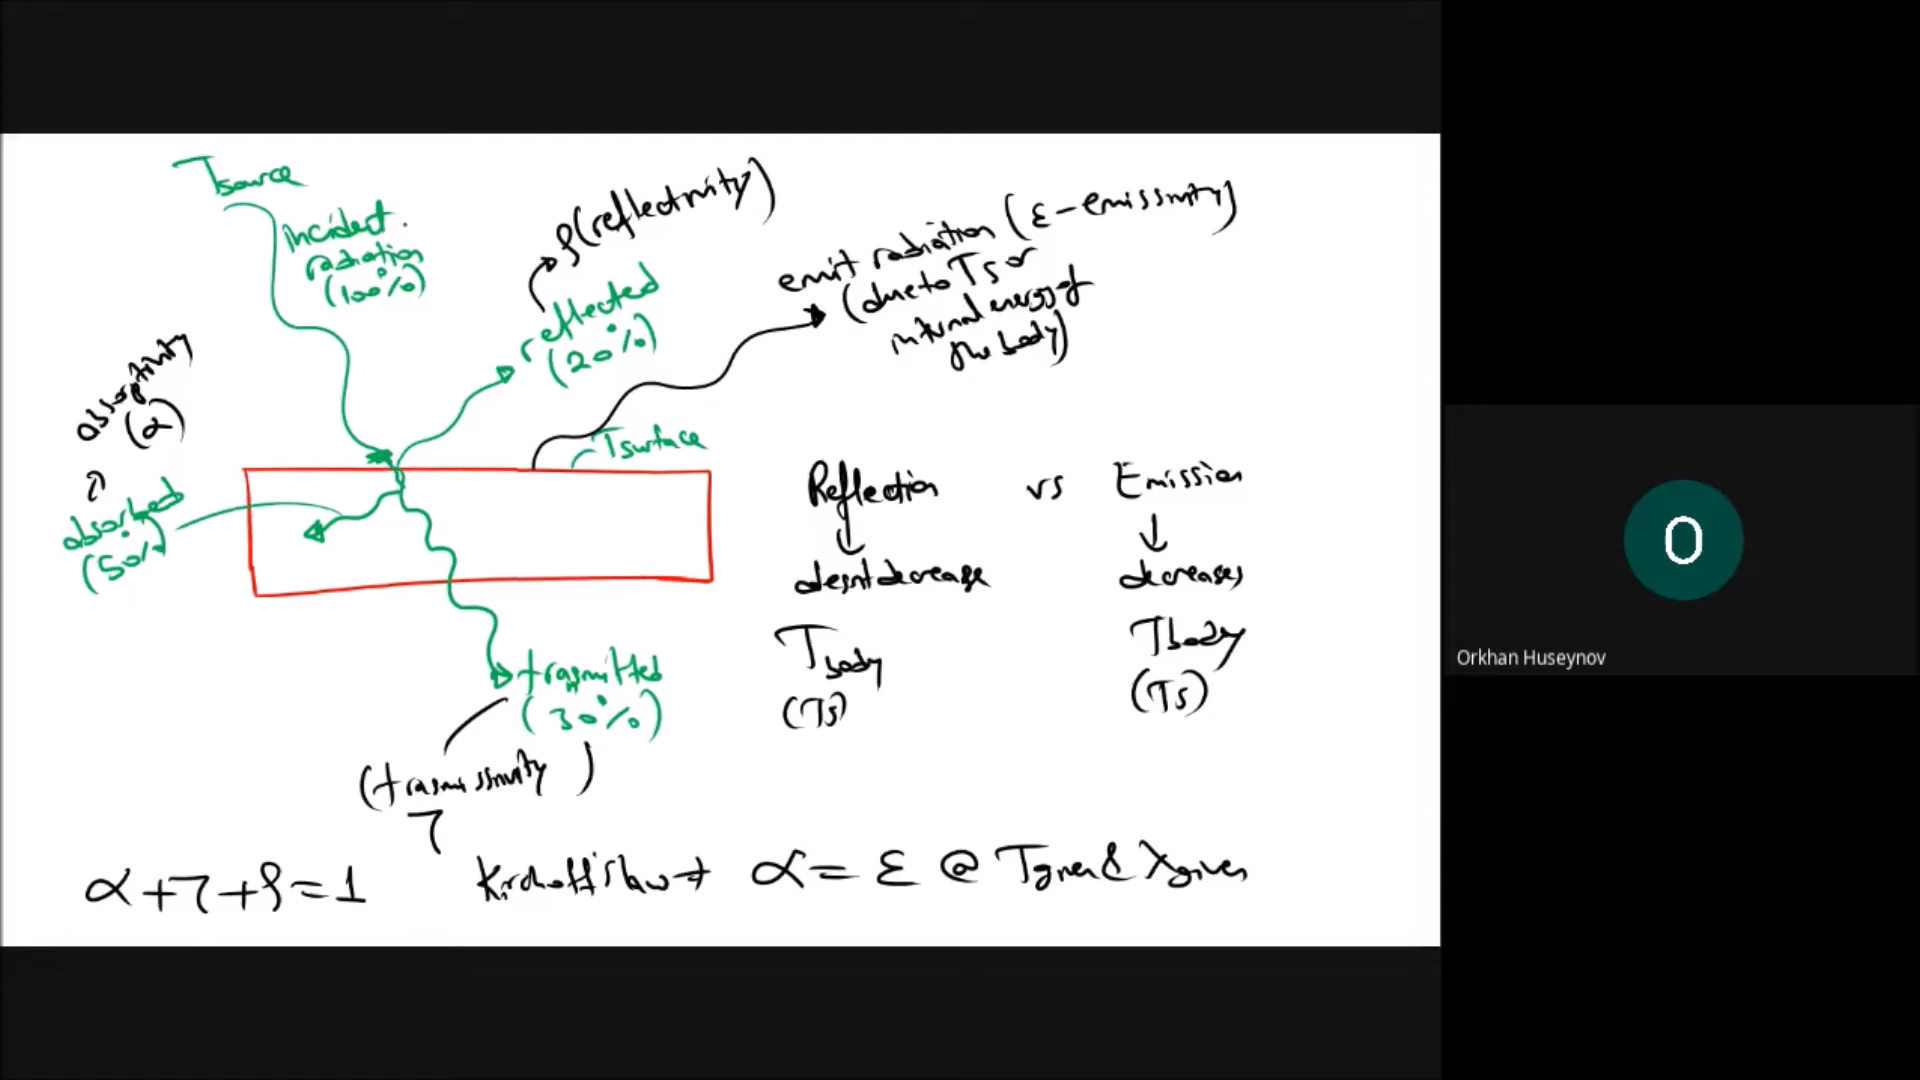 Tsource
incident
radiation
(100%)
ρ(reflectivity)
reflected
(20%)
emit radiation (ε-emissivity)
(due to Ts or
internal energy of
the body)
absorptivity
(α)
absorbed
(50%)
Tsurface
Reflection vs Emission
doesnt decrease
decreases
Tbody
(Ts)
Tbody
(Ts)
trasmitted
(30%)
(trasmissivity)
τ
α+τ+ρ=1
Kirchoff's law → α = ε @ Tgiven & λgiven
O
Orkhan Huseynov